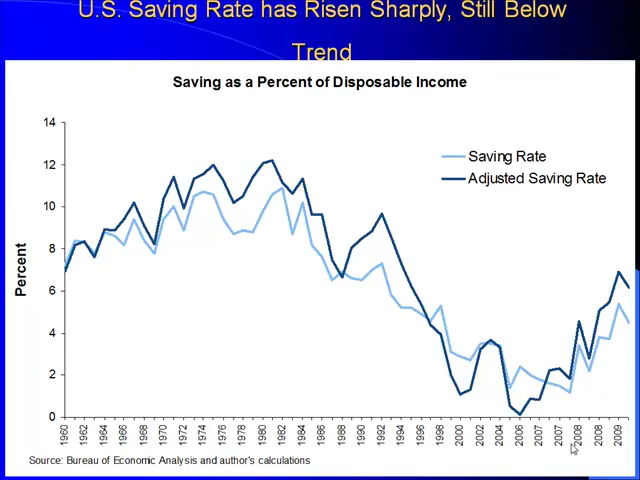 U.S. Saving Rate has Risen Sharply, Still Below
Trend
Saving as a Percent of Disposable Income
14
12
10
8
6
4
2
0
Percent
Saving Rate
Adjusted Saving Rate
1960 1962 1964 1966 1968 1970 1972 1974 1976 1978 1980 1982 1984 1986 1988 1990 1992 1994 1996 1998 2000 2002 2004 2006 2007 2007 2008 2008 2009
Source: Bureau of Economic Analysis and author's calculations